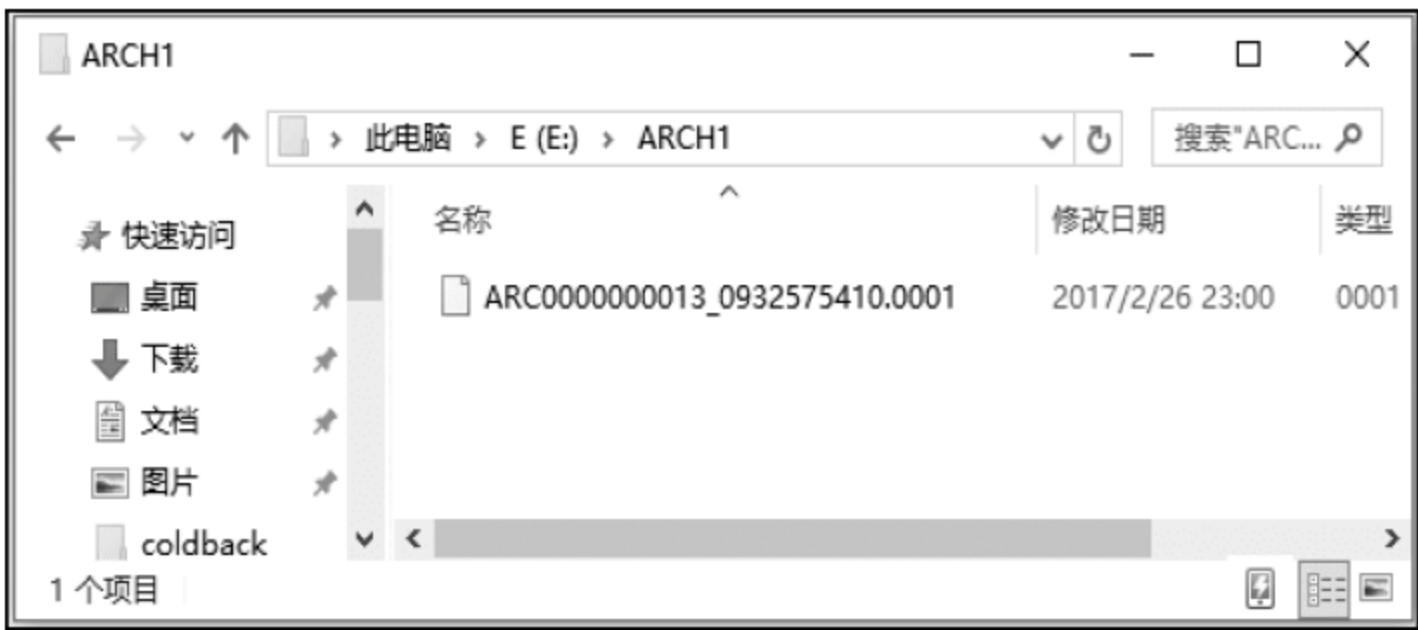 ARCH1
此电脑 > E (E:) > ARCH1
搜索"ARC...
快速访问
桌面
下载
文档
图片
coldback
名称 修改日期 类型
ARC0000000013_0932575410.0001 2017/2/26 23:00 0001
1 个项目